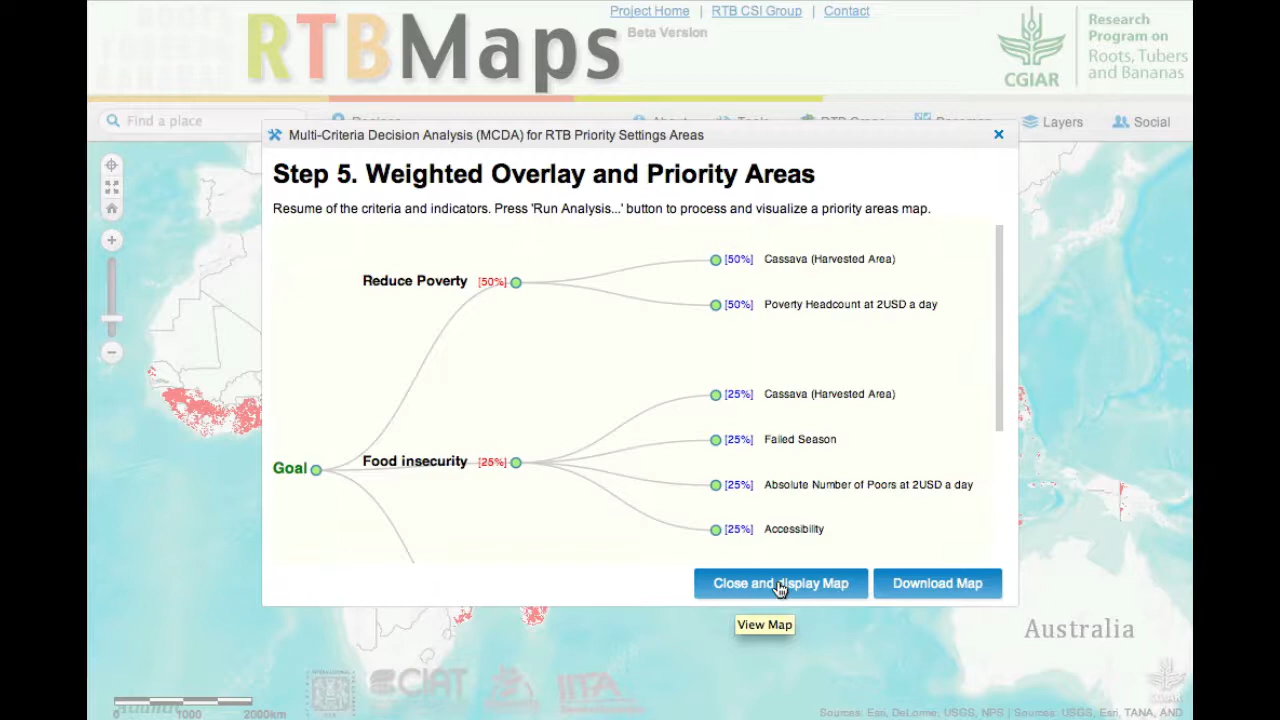 Project Home | RTB CSI Group | Contact
RTBMaps
Beta Version
CGIAR
Research
Program on
Roots, Tubers
and Bananas
Find a place
Layers
Social
Multi-Criteria Decision Analysis (MCDA) for RTB Priority Settings Areas
Step 5. Weighted Overlay and Priority Areas
Resume of the criteria and indicators. Press 'Run Analysis...' button to process and visualize a priority areas map.
[50%] Cassava (Harvested Area)
Reduce Poverty [50%]
[50%] Poverty Headcount at 2USD a day
[25%] Cassava (Harvested Area)
[25%] Failed Season
Food insecurity [25%]
Goal
[25%] Absolute Number of Poors at 2USD a day
[25%] Accessibility
Close and display Map
Download Map
View Map
Australia
CIAT
IITA
CGIAR
0 1000 2000km
Sources: Esri, DeLorme, USGS, NPS | Sources: USGS, Esri, TANA, AND